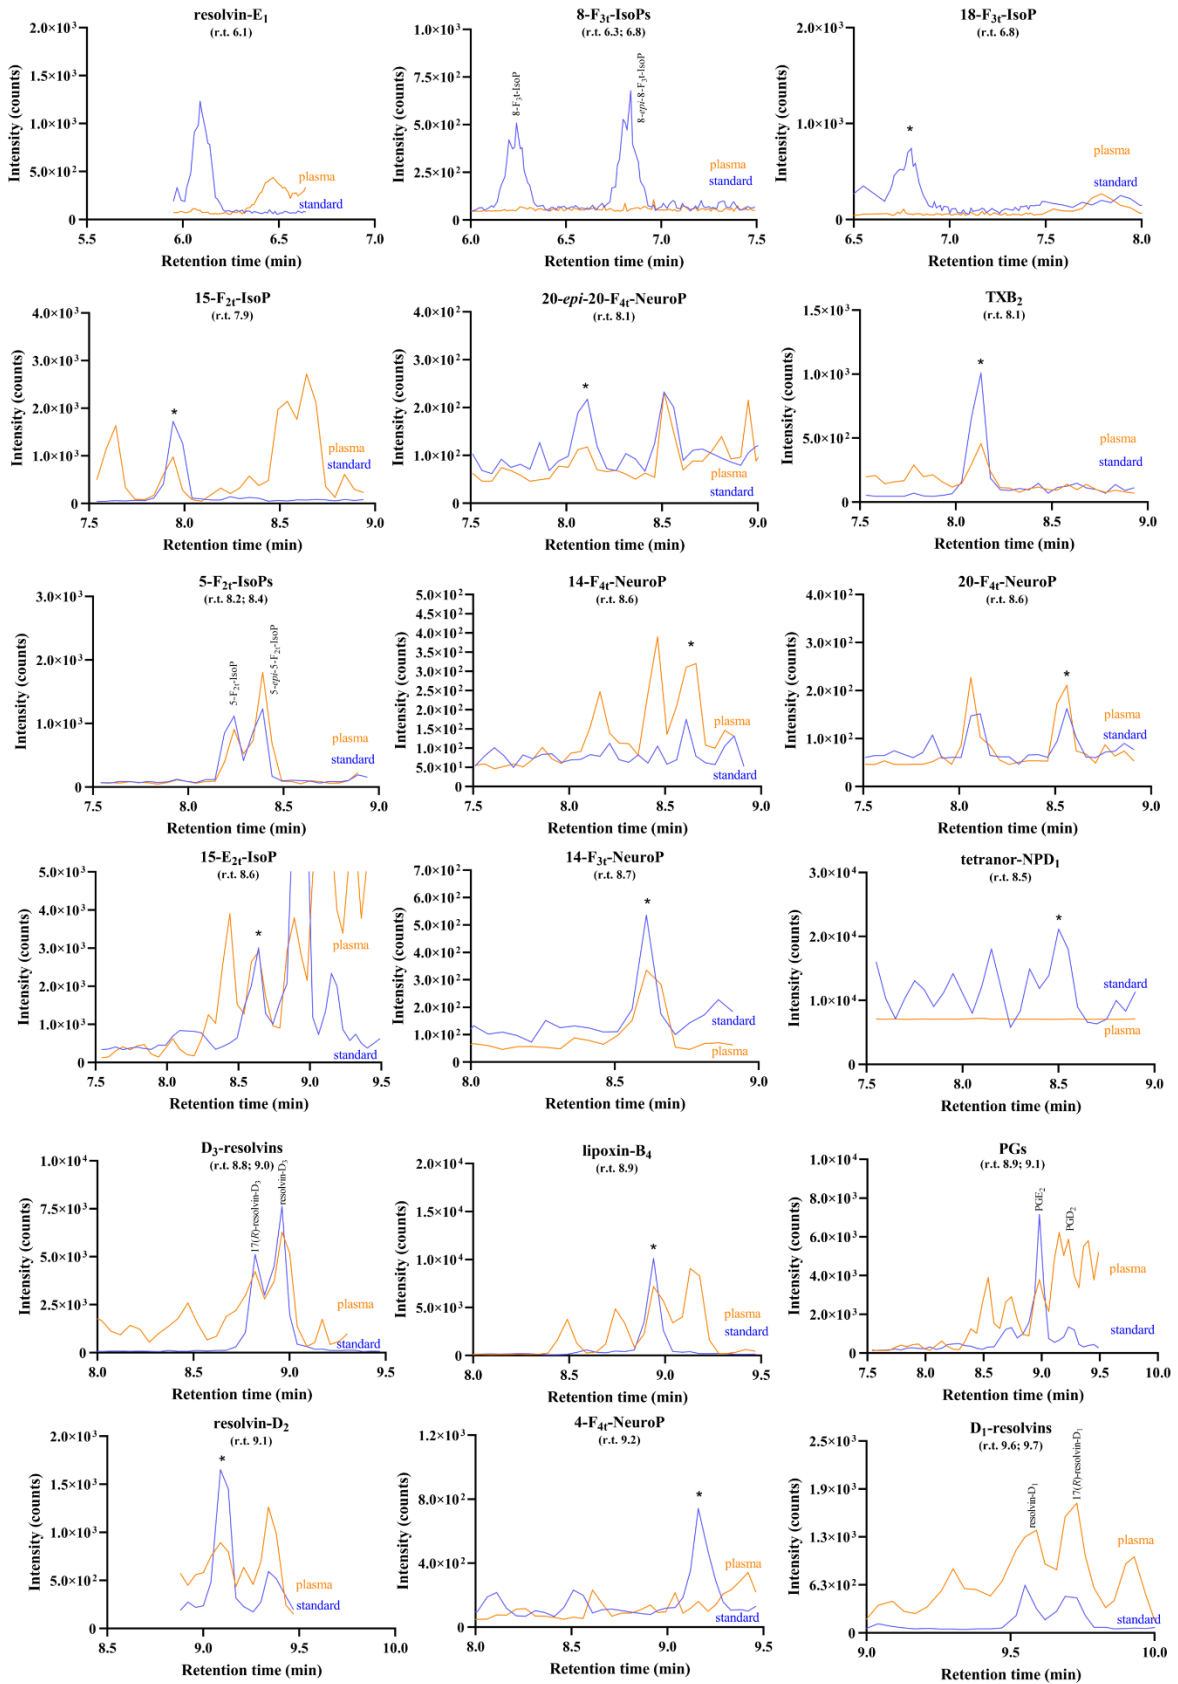 resolvin-E₁
(r.t. 6.1)
Intensity (counts)
2.0×10³
1.5×10³
1.0×10³
5.0×10²
0
5.5
6.0
6.5
7.0
plasma
standard
Retention time (min)
8-F₃ₜ-IsoPs
(r.t. 6.3; 6.8)
Intensity (counts)
1.0×10³
7.5×10²
5.0×10²
2.5×10²
0
6.0
6.5
7.0
7.5
8-F₃t-IsoP
8-epi-8-F₃t-IsoP
plasma
standard
Retention time (min)
18-F₃ₜ-IsoP
(r.t. 6.8)
Intensity (counts)
2.0×10³
1.0×10³
0
6.5
7.0
7.5
8.0
*
plasma
standard
Retention time (min)
15-F₂ₜ-IsoP
(r.t. 7.9)
Intensity (counts)
4.0×10³
3.0×10³
2.0×10³
1.0×10³
0
7.5
8.0
8.5
9.0
*
plasma
standard
Retention time (min)
20-epi-20-F₄ₜ-NeuroP
(r.t. 8.1)
Intensity (counts)
4.0×10²
3.0×10²
2.0×10²
1.0×10²
0
7.5
8.0
8.5
9.0
*
plasma
standard
Retention time (min)
TXB₂
(r.t. 8.1)
Intensity (counts)
1.5×10³
1.0×10³
5.0×10²
0
7.5
8.0
8.5
9.0
*
plasma
standard
Retention time (min)
5-F₂ₜ-IsoPs
(r.t. 8.2; 8.4)
Intensity (counts)
3.0×10³
2.0×10³
1.0×10³
0
7.5
8.0
8.5
9.0
5-F₂ₜ-IsoP
5-epi-5-F₂ₜ-IsoP
plasma
standard
Retention time (min)
14-F₄ₜ-NeuroP
(r.t. 8.6)
Intensity (counts)
5.0×10²
4.5×10²
4.0×10²
3.5×10²
3.0×10²
2.5×10²
2.0×10²
1.5×10²
1.0×10²
5.0×10¹
0
7.5
8.0
8.5
9.0
*
plasma
standard
Retention time (min)
20-F₄ₜ-NeuroP
(r.t. 8.6)
Intensity (counts)
4.0×10²
3.0×10²
2.0×10²
1.0×10²
0
7.5
8.0
8.5
9.0
*
plasma
standard
Retention time (min)
15-E₂ₜ-IsoP
(r.t. 8.6)
Intensity (counts)
5.0×10³
4.0×10³
3.0×10³
2.0×10³
1.0×10³
0
7.5
8.0
8.5
9.0
9.5
*
plasma
standard
Retention time (min)
14-F₃ₜ-NeuroP
(r.t. 8.7)
Intensity (counts)
7.0×10²
6.0×10²
5.0×10²
4.0×10²
3.0×10²
2.0×10²
1.0×10²
0
8.0
8.5
9.0
*
standard
plasma
Retention time (min)
tetranor-NPD₁
(r.t. 8.5)
Intensity (counts)
3.0×10⁴
2.0×10⁴
1.0×10⁴
0
7.5
8.0
8.5
9.0
*
standard
plasma
Retention time (min)
D₃-resolvins
(r.t. 8.8; 9.0)
Intensity (counts)
1.0×10⁴
7.5×10³
5.0×10³
2.5×10³
0
8.0
8.5
9.0
9.5
17(R)-resolvin-D₃
resolvin-D₃
plasma
standard
Retention time (min)
lipoxin-B₄
(r.t. 8.9)
Intensity (counts)
2.0×10⁴
1.5×10⁴
1.0×10⁴
5.0×10³
0
8.0
8.5
9.0
9.5
*
plasma
standard
Retention time (min)
PGs
(r.t. 8.9; 9.1)
Intensity (counts)
1.0×10⁴
8.0×10³
6.0×10³
4.0×10³
2.0×10³
0
7.5
8.0
8.5
9.0
9.5
10.0
PGE₂
PGD₂
plasma
standard
Retention time (min)
resolvin-D₂
(r.t. 9.1)
Intensity (counts)
2.0×10³
1.5×10³
1.0×10³
5.0×10²
0
8.5
9.0
9.5
10.0
*
plasma
standard
Retention time (min)
4-F₄ₜ-NeuroP
(r.t. 9.2)
Intensity (counts)
1.2×10³
8.0×10²
4.0×10²
0
8.0
8.5
9.0
9.5
*
plasma
standard
Retention time (min)
D₁-resolvins
(r.t. 9.6; 9.7)
Intensity (counts)
2.5×10³
1.9×10³
1.3×10³
6.3×10²
0
9.0
9.5
10.0
resolvin-D₁
17(R)-resolvin-D₁
plasma
standard
Retention time (min)